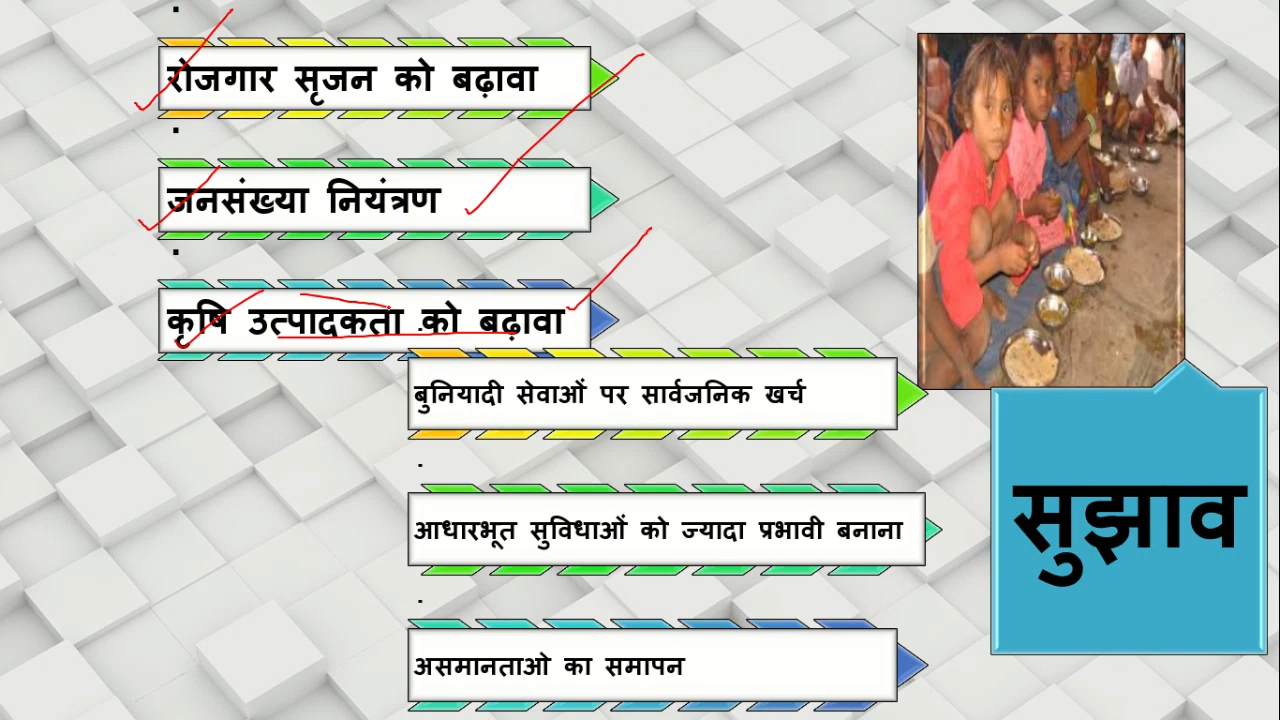 रोजगार सृजन को बढ़ावा
जनसंख्या नियंत्रण
कृषि उत्पादकता को बढ़ावा
बुनियादी सेवाओं पर सार्वजनिक खर्च
आधारभूत सुविधाओं को ज्यादा प्रभावी बनाना
असमानताओ का समापन
सुझाव